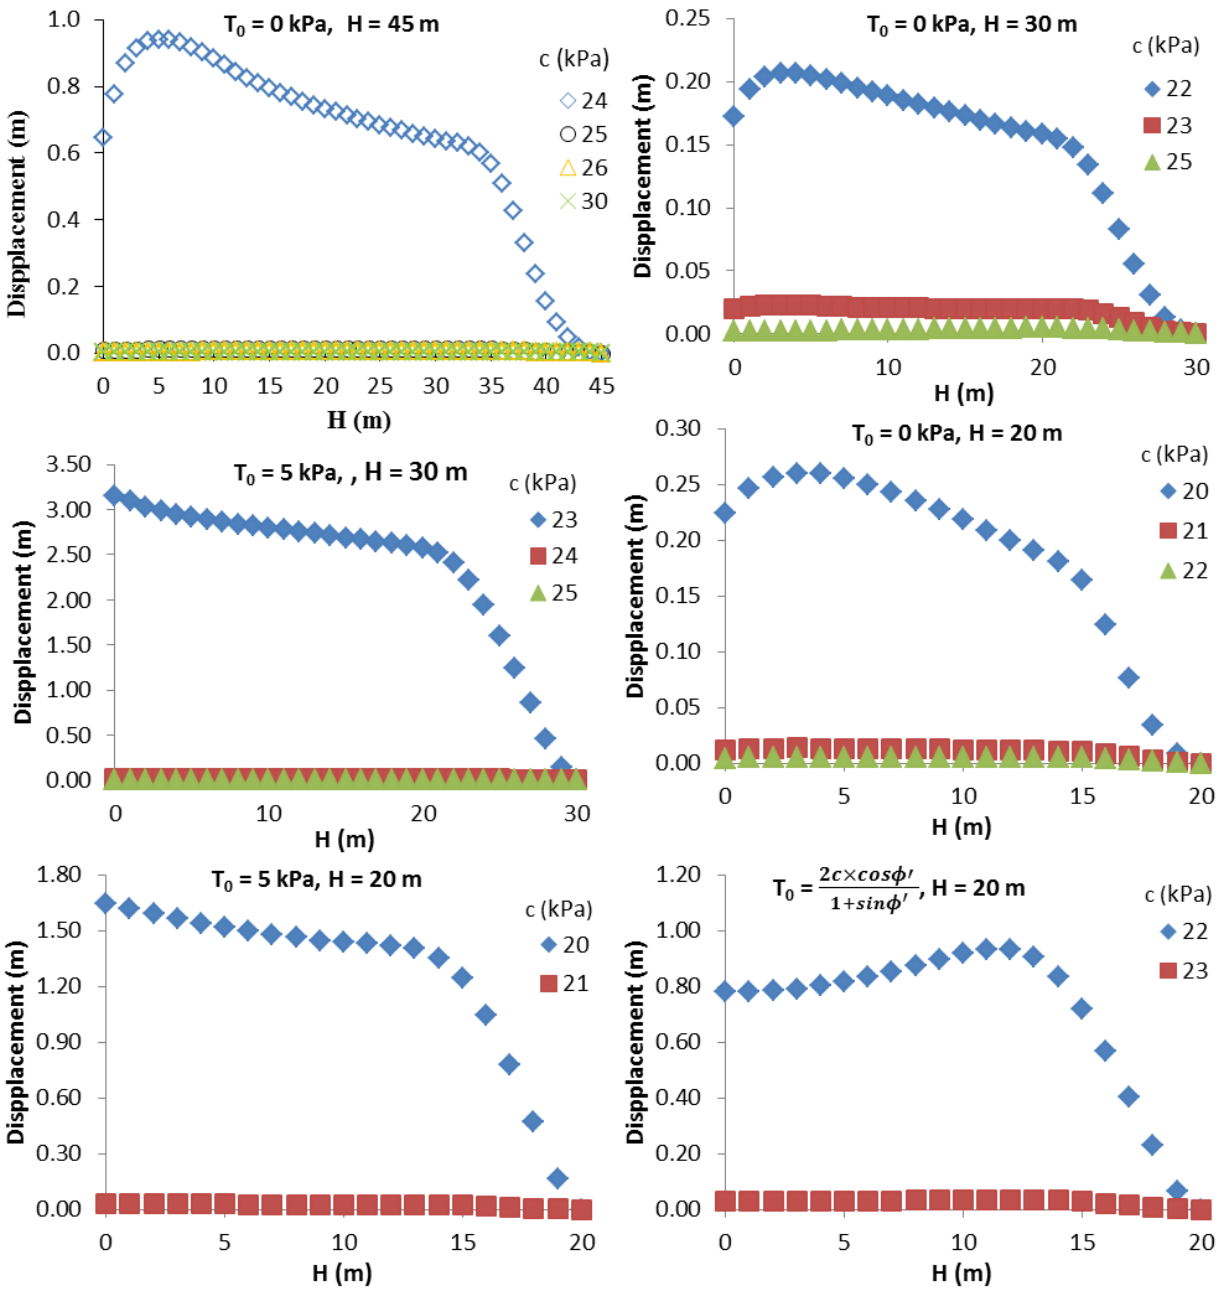 T₀ = 0 kPa, H = 45 m
1.0
0.8
0.6
0.4
0.2
0.0
Dispplacement (m)
c (kPa)
24
25
26
30
0 5 10 15 20 25 30 35 40 45
H (m)
T₀ = 0 kPa, H = 30 m
0.25
0.20
0.15
0.10
0.05
0.00
Dispplacement (m)
c (kPa)
22
23
25
0 10 20 30
H (m)
T₀ = 5 kPa, , H = 30 m
3.50
3.00
2.50
2.00
1.50
1.00
0.50
0.00
Dispplacement (m)
c (kPa)
23
24
25
0 10 20 30
H (m)
T₀ = 0 kPa, H = 20 m
0.30
0.25
0.20
0.15
0.10
0.05
0.00
Dispplacement (m)
c (kPa)
20
21
22
0 5 10 15 20
H (m)
T₀ = 5 kPa, H = 20 m
1.80
1.50
1.20
0.90
0.60
0.30
0.00
Dispplacement (m)
c (kPa)
20
21
0 5 10 15 20
H (m)
T₀ = 2c×cosϕ′ / 1+sinϕ′, H = 20 m
1.20
1.00
0.80
0.60
0.40
0.20
0.00
Dispplacement (m)
c (kPa)
22
23
0 5 10 15 20
H (m)